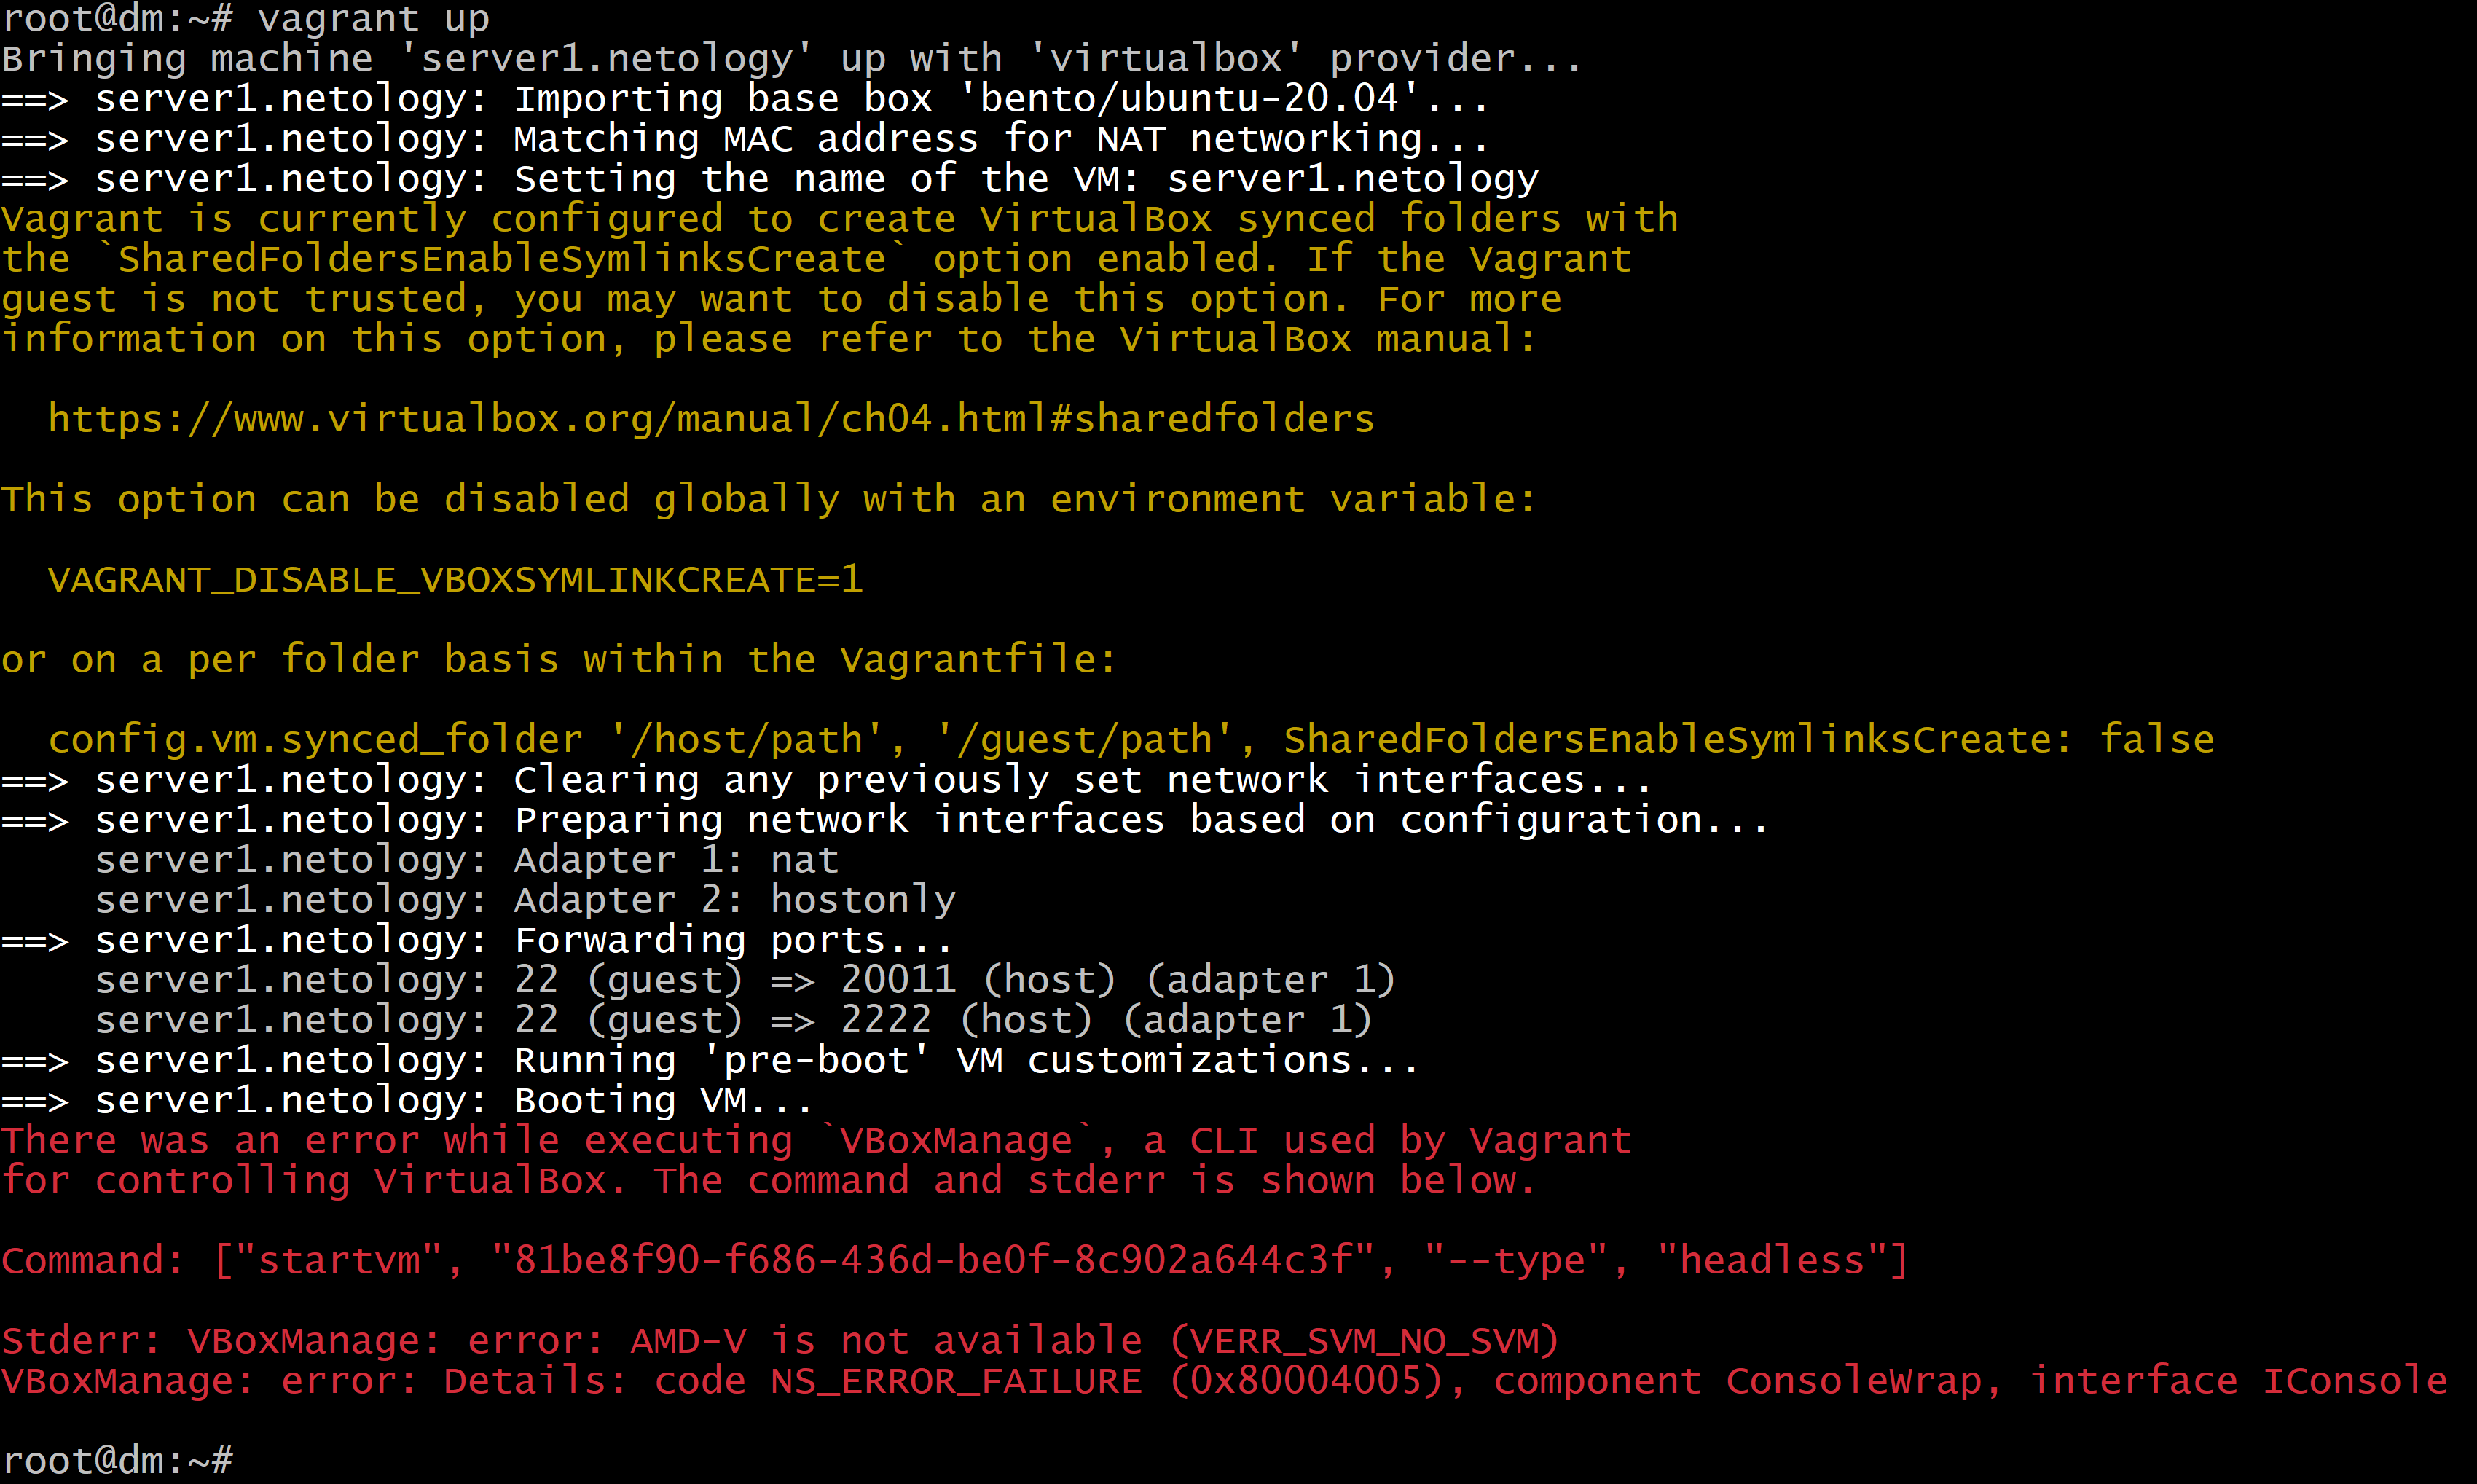 root@dm:~# vagrant up
Bringing machine 'server1.netology' up with 'virtualbox' provider...
==> server1.netology: Importing base box 'bento/ubuntu-20.04'...
==> server1.netology: Matching MAC address for NAT networking...
==> server1.netology: Setting the name of the VM: server1.netology
Vagrant is currently configured to create VirtualBox synced folders with
the `SharedFoldersEnableSymlinksCreate` option enabled. If the Vagrant
guest is not trusted, you may want to disable this option. For more
information on this option, please refer to the VirtualBox manual:

  https://www.virtualbox.org/manual/ch04.html#sharedfolders

This option can be disabled globally with an environment variable:

  VAGRANT_DISABLE_VBOXSYMLINKCREATE=1

or on a per folder basis within the Vagrantfile:

  config.vm.synced_folder '/host/path', '/guest/path', SharedFoldersEnableSymlinksCreate: false
==> server1.netology: Clearing any previously set network interfaces...
==> server1.netology: Preparing network interfaces based on configuration...
    server1.netology: Adapter 1: nat
    server1.netology: Adapter 2: hostonly
==> server1.netology: Forwarding ports...
    server1.netology: 22 (guest) => 20011 (host) (adapter 1)
    server1.netology: 22 (guest) => 2222 (host) (adapter 1)
==> server1.netology: Running 'pre-boot' VM customizations...
==> server1.netology: Booting VM...
There was an error while executing `VBoxManage`, a CLI used by Vagrant
for controlling VirtualBox. The command and stderr is shown below.

Command: ["startvm", "81be8f90-f686-436d-be0f-8c902a644c3f", "--type", "headless"]

Stderr: VBoxManage: error: AMD-V is not available (VERR_SVM_NO_SVM)
VBoxManage: error: Details: code NS_ERROR_FAILURE (0x80004005), component ConsoleWrap, interface IConsole

root@dm:~#